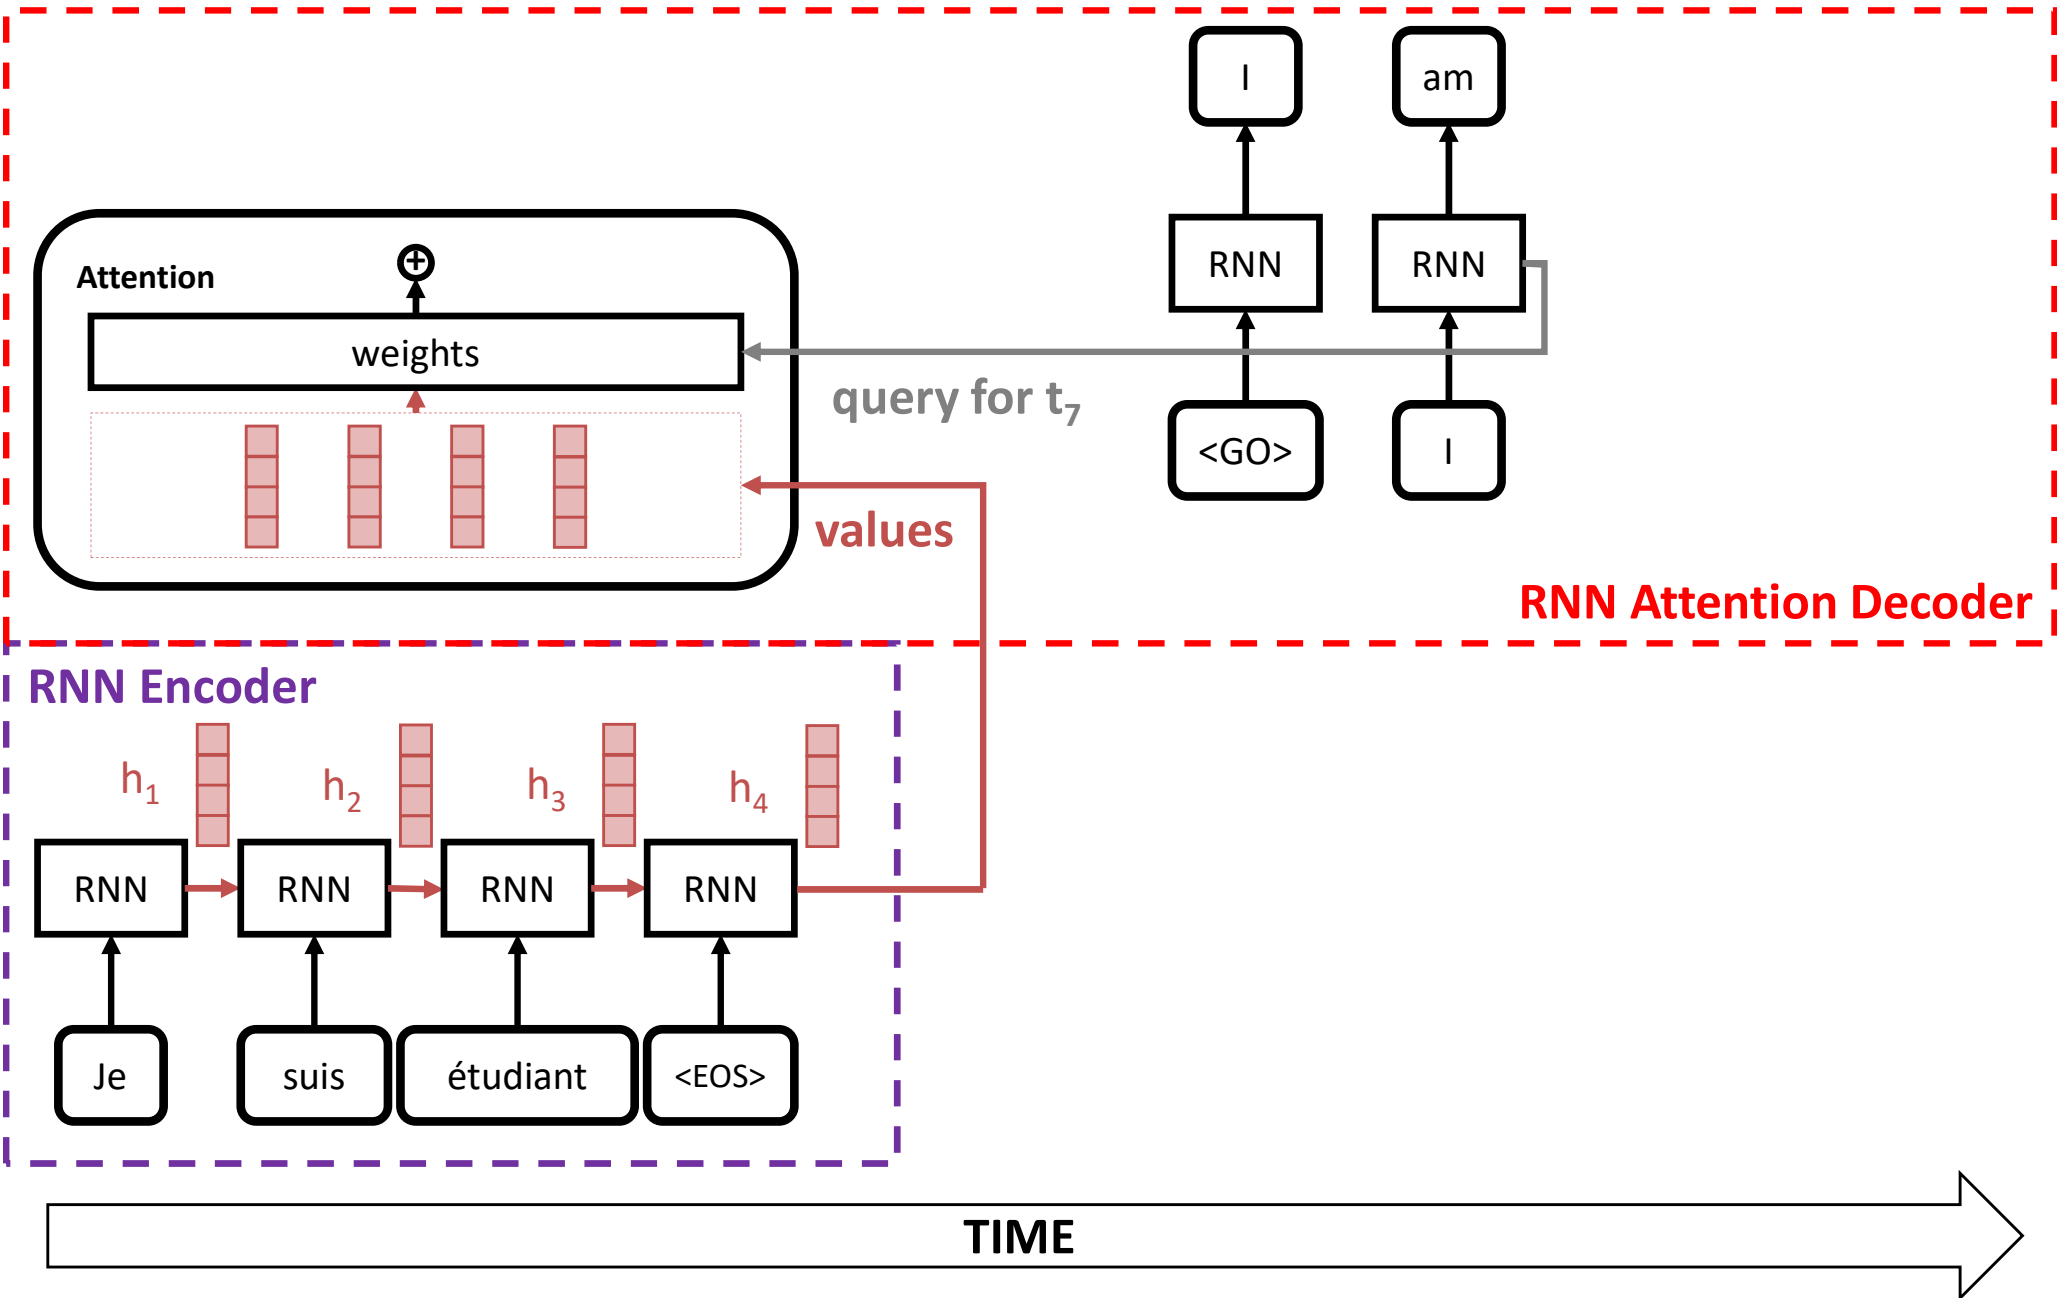 I
am
Attention
RNN
RNN
weights
query for t₇
<GO>
I
values
RNN Attention Decoder
RNN Encoder
h₁
h₂
h₃
h₄
RNN
RNN
RNN
RNN
Je
suis
étudiant
<EOS>
TIME